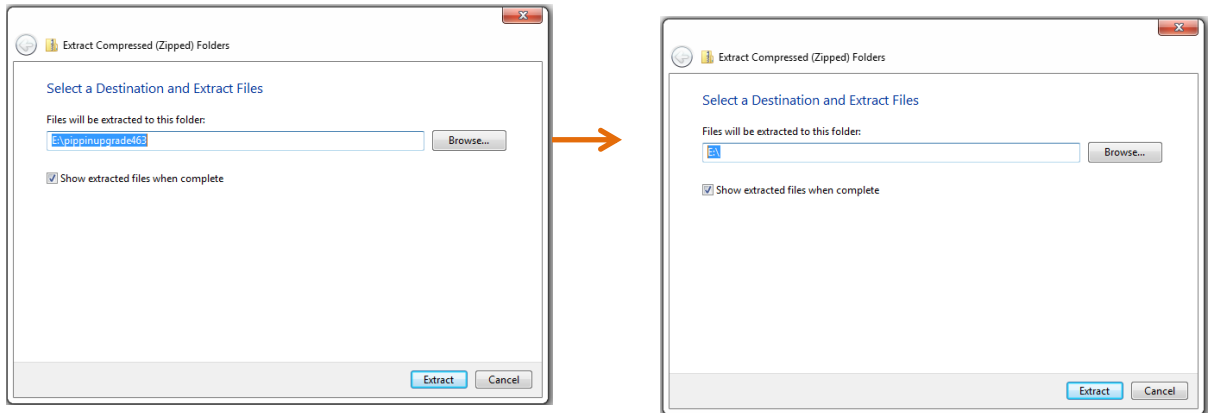 Extract Compressed (Zipped) Folders
Select a Destination and Extract Files
Files will be extracted to this folder:
E:\pippinupgrade463
Browse...
Show extracted files when complete
Extract
Cancel
Extract Compressed (Zipped) Folders
Select a Destination and Extract Files
Files will be extracted to this folder:
E:\
Browse...
Show extracted files when complete
Extract
Cancel